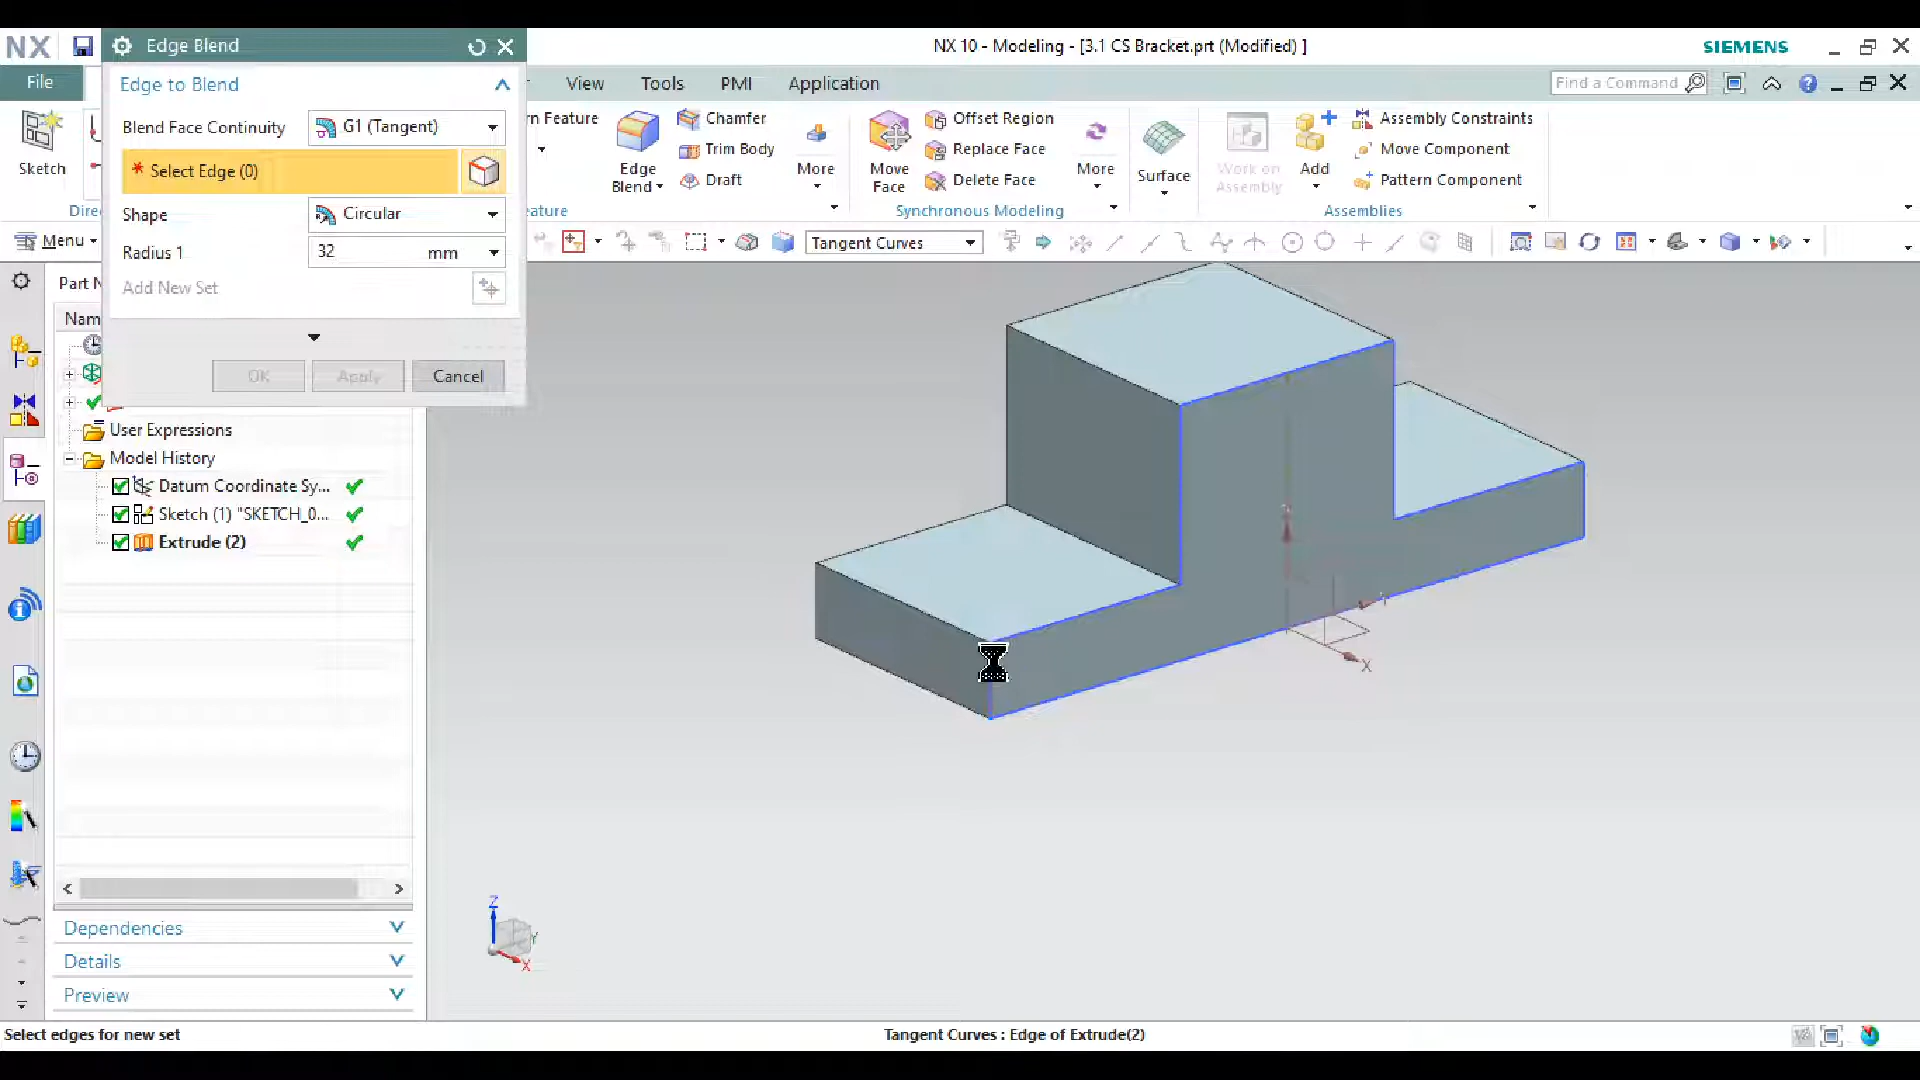 NX
Edge Blend
NX 10 - Modeling - [3.1 CS Bracket.prt (Modified) ]
SIEMENS
File
View
Tools
PMI
Application
Find a Command
Edge to Blend
Blend Face Continuity
G1 (Tangent)
* Select Edge (0)
Shape
Circular
Radius 1
32
mm
Add New Set
OK
Apply
Cancel
Sketch
Menu
rn Feature
Edge
Blend
Chamfer
Trim Body
Draft
More
eature
Move
Face
Offset Region
Replace Face
Delete Face
More
Synchronous Modeling
Surface
Work on
Assembly
Add
Assembly Constraints
Move Component
Pattern Component
Assemblies
Direc
Tangent Curves
Part N
Nam
User Expressions
Model History
Datum Coordinate Sy...
Sketch (1) "SKETCH_0...
Extrude (2)
Dependencies
Details
Preview
X
Z
Y
X
Select edges for new set
Tangent Curves : Edge of Extrude(2)